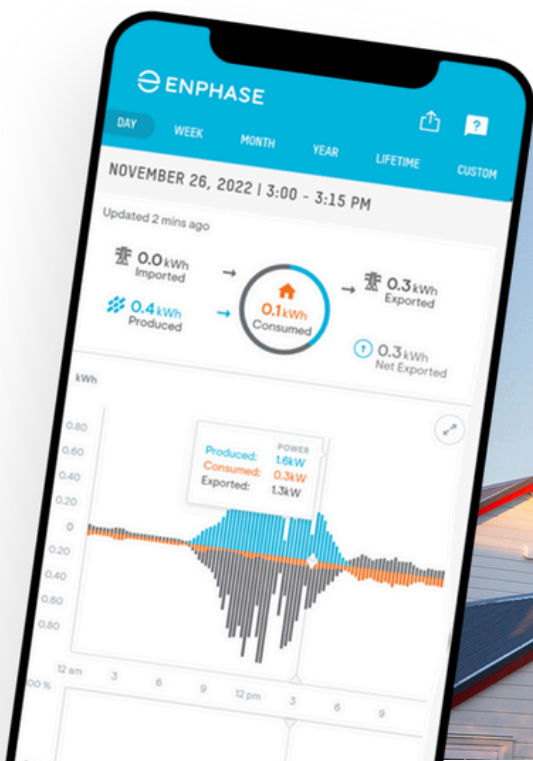 ENPHASE
?
DAY WEEK MONTH YEAR LIFETIME CUSTOM
NOVEMBER 26, 2022 | 3:00 - 3:15 PM
Updated 2 mins ago
0.0 kWh
Imported
0.3 kWh
Exported
0.4 kWh
Produced
0.1 kWh
Consumed
0.3 kWh
Net Exported
kWh
POWER
Produced: 1.6kW
Consumed: 0.3kW
Exported: 1.3kW
0.80
0.60
0.40
0.20
0
0.20
0.40
0.60
0.80
12 am 3 6 9 12 pm 3 6 9
00 %